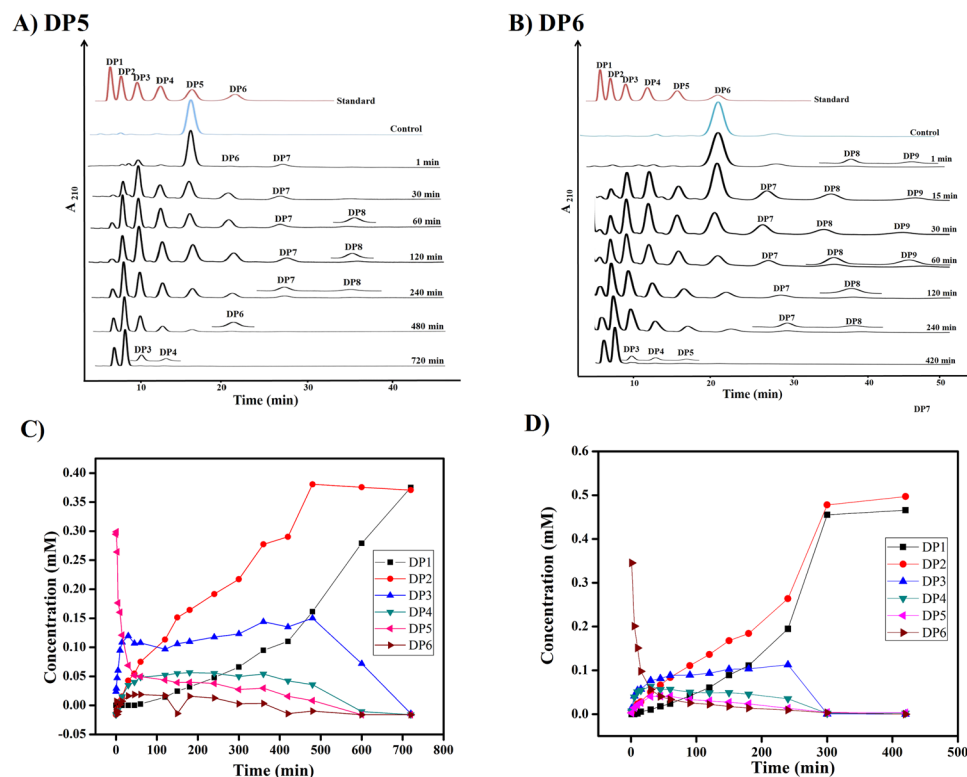 A) DP5
B) DP6
DP1
DP2
DP3
DP4
DP5
DP6
Standard
Control
DP6
DP7
1 min
DP7
30 min
DP7
DP8
60 min
DP7
DP8
120 min
DP7
DP8
240 min
DP6
480 min
DP3
DP4
720 min
A 210
10
20
30
40
Time (min)
DP1
DP2
DP3
DP4
DP5
DP6
Standard
Control
DP8
DP9
1 min
DP7
DP8
DP9
15 min
DP7
DP8
DP9
30 min
DP7
DP8
DP9
60 min
DP7
DP8
120 min
DP7
DP8
240 min
DP3
DP4
DP5
420 min
A 210
10
20
30
40
50
Time (min)
DP7
C)
0.40
0.35
0.30
0.25
0.20
0.15
0.10
0.05
0.00
-0.05
Concentration (mM)
DP1
DP2
DP3
DP4
DP5
DP6
0
100
200
300
400
500
600
700
800
Time (min)
D)
0.6
0.5
0.4
0.3
0.2
0.1
0.0
Concentration (mM)
DP1
DP2
DP3
DP4
DP5
DP6
0
100
200
300
400
500
Time (min)